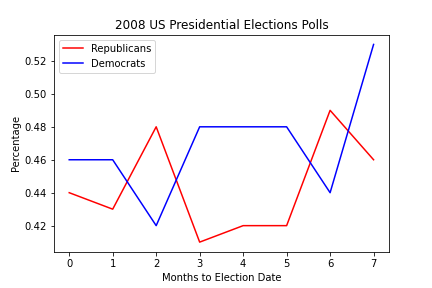 2008 US Presidential Elections Polls
Republicans
Democrats
Percentage
0.52
0.50
0.48
0.46
0.44
0.42
0 1 2 3 4 5 6 7
Months to Election Date